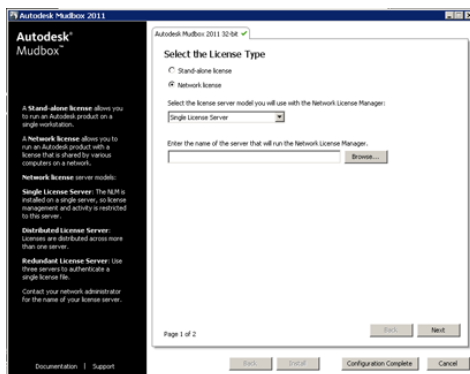 Autodesk Mudbox 2011
Autodesk®
Mudbox™
A Stand-alone license allows you
to run an Autodesk product on a
single workstation.
A Network license allows you to
run an Autodesk product with a
license that is shared by various
computers on a network.
Network license server models:
Single License Server: The NLM is
installed on a single server, so license
management and activity is restricted
to this server.
Distributed License Server:
Licenses are distributed across more
than one server.
Redundant License Server: Use
three servers to authenticate a
single license file.
Contact your network administrator
for the name of your license server.
Documentation | Support
Autodesk Mudbox 2011 32-bit
Select the License Type
Stand-alone license
Network license
Select the license server model you will use with the Network License Manager:
Single License Server
Enter the name of the server that will run the Network License Manager.
Browse...
Page 1 of 2
Back
Next
Back
Install
Configuration Complete
Cancel